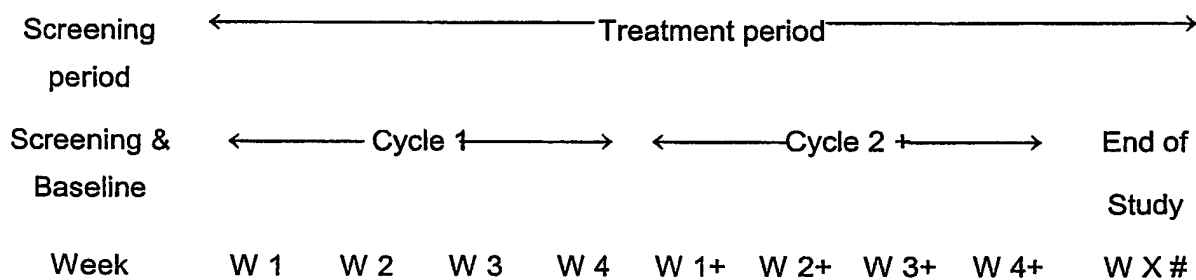 Screening period
Treatment period
Screening & Baseline
Cycle 1
Cycle 2 +
End of Study
Week W 1 W 2 W 3 W 4 W 1+ W 2+ W 3+ W 4+ W X #